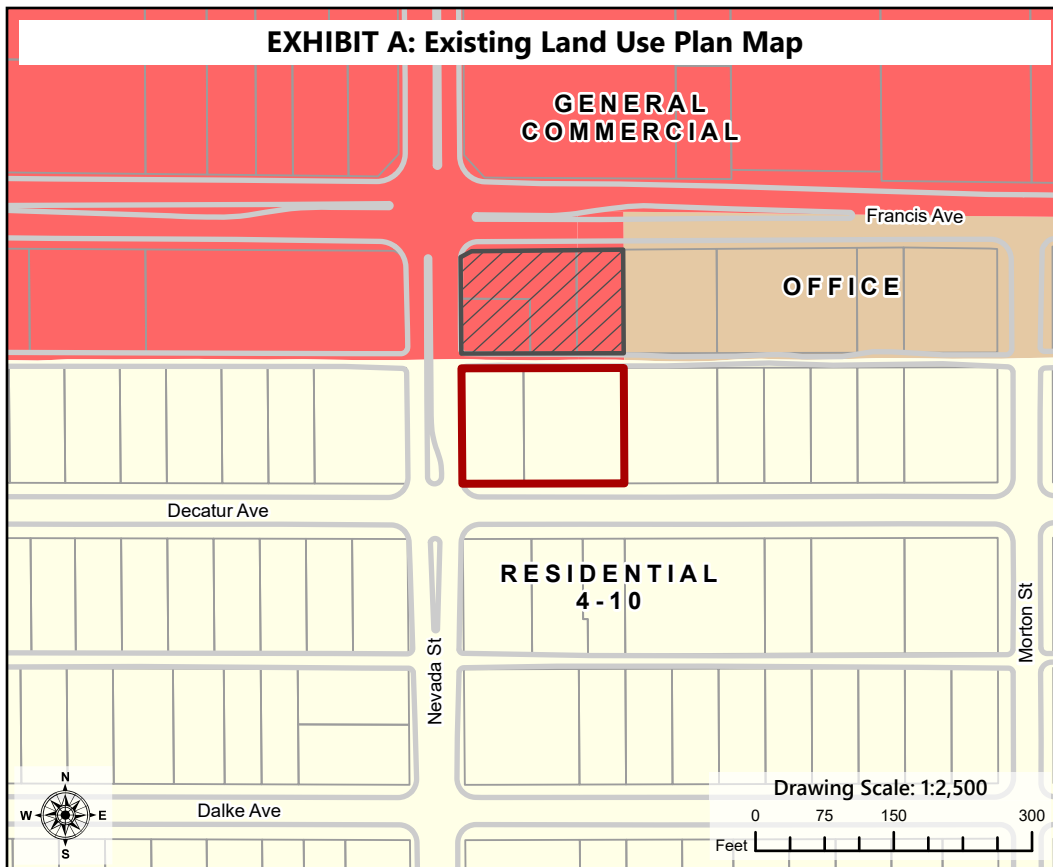 EXHIBIT A: Existing Land Use Plan Map
GENERAL
COMMERCIAL
Francis Ave
OFFICE
Decatur Ave
RESIDENTIAL
4-10
Nevada St
Morton St
Dalke Ave
N
W E
S
Drawing Scale: 1:2,500
0 75 150 300
Feet